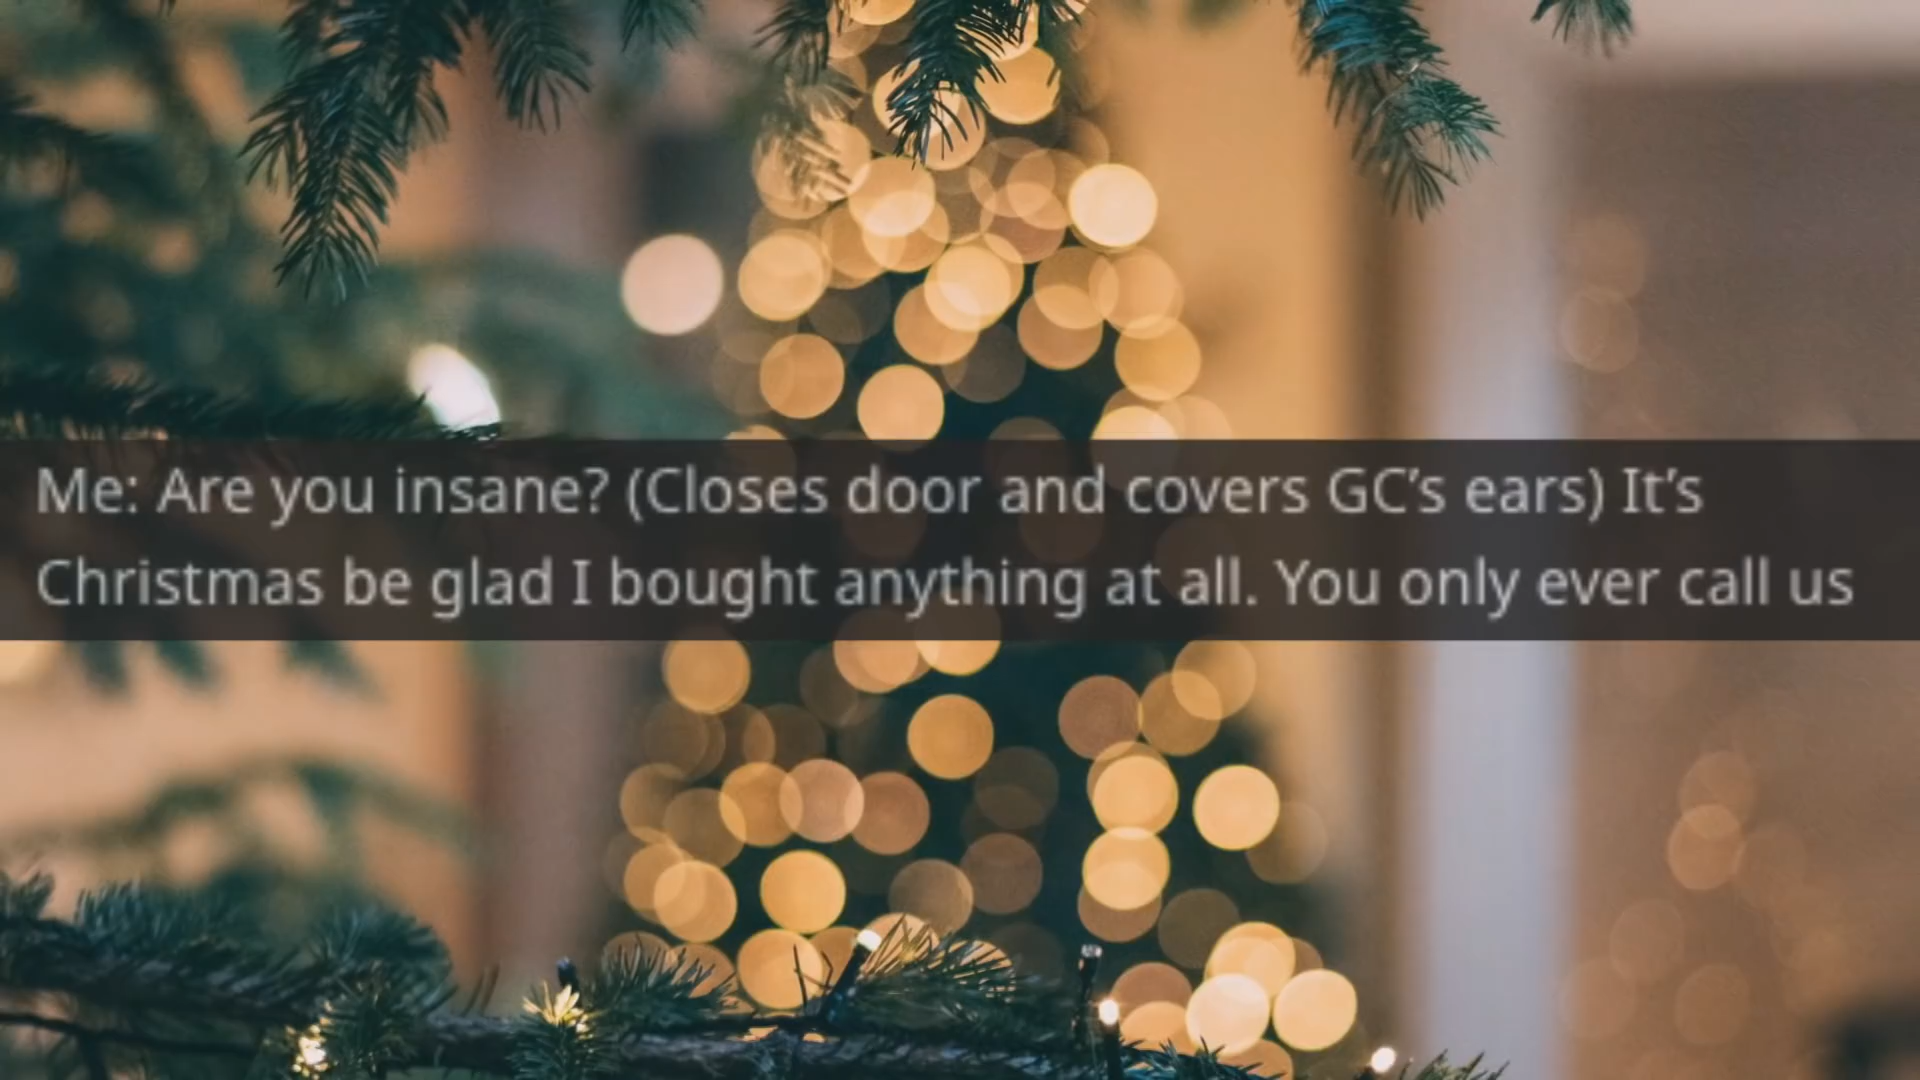 Me: Are you insane? (Closes door and covers GC’s ears) It’s
Christmas be glad I bought anything at all. You only ever call us